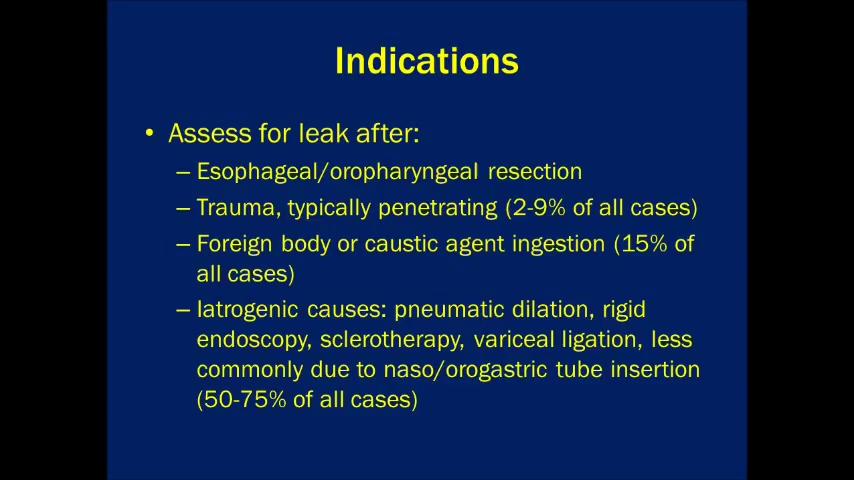 Indications
• Assess for leak after:
– Esophageal/oropharyngeal resection
– Trauma, typically penetrating (2-9% of all cases)
– Foreign body or caustic agent ingestion (15% of
all cases)
– Iatrogenic causes: pneumatic dilation, rigid
endoscopy, sclerotherapy, variceal ligation, less
commonly due to naso/orogastric tube insertion
(50-75% of all cases)